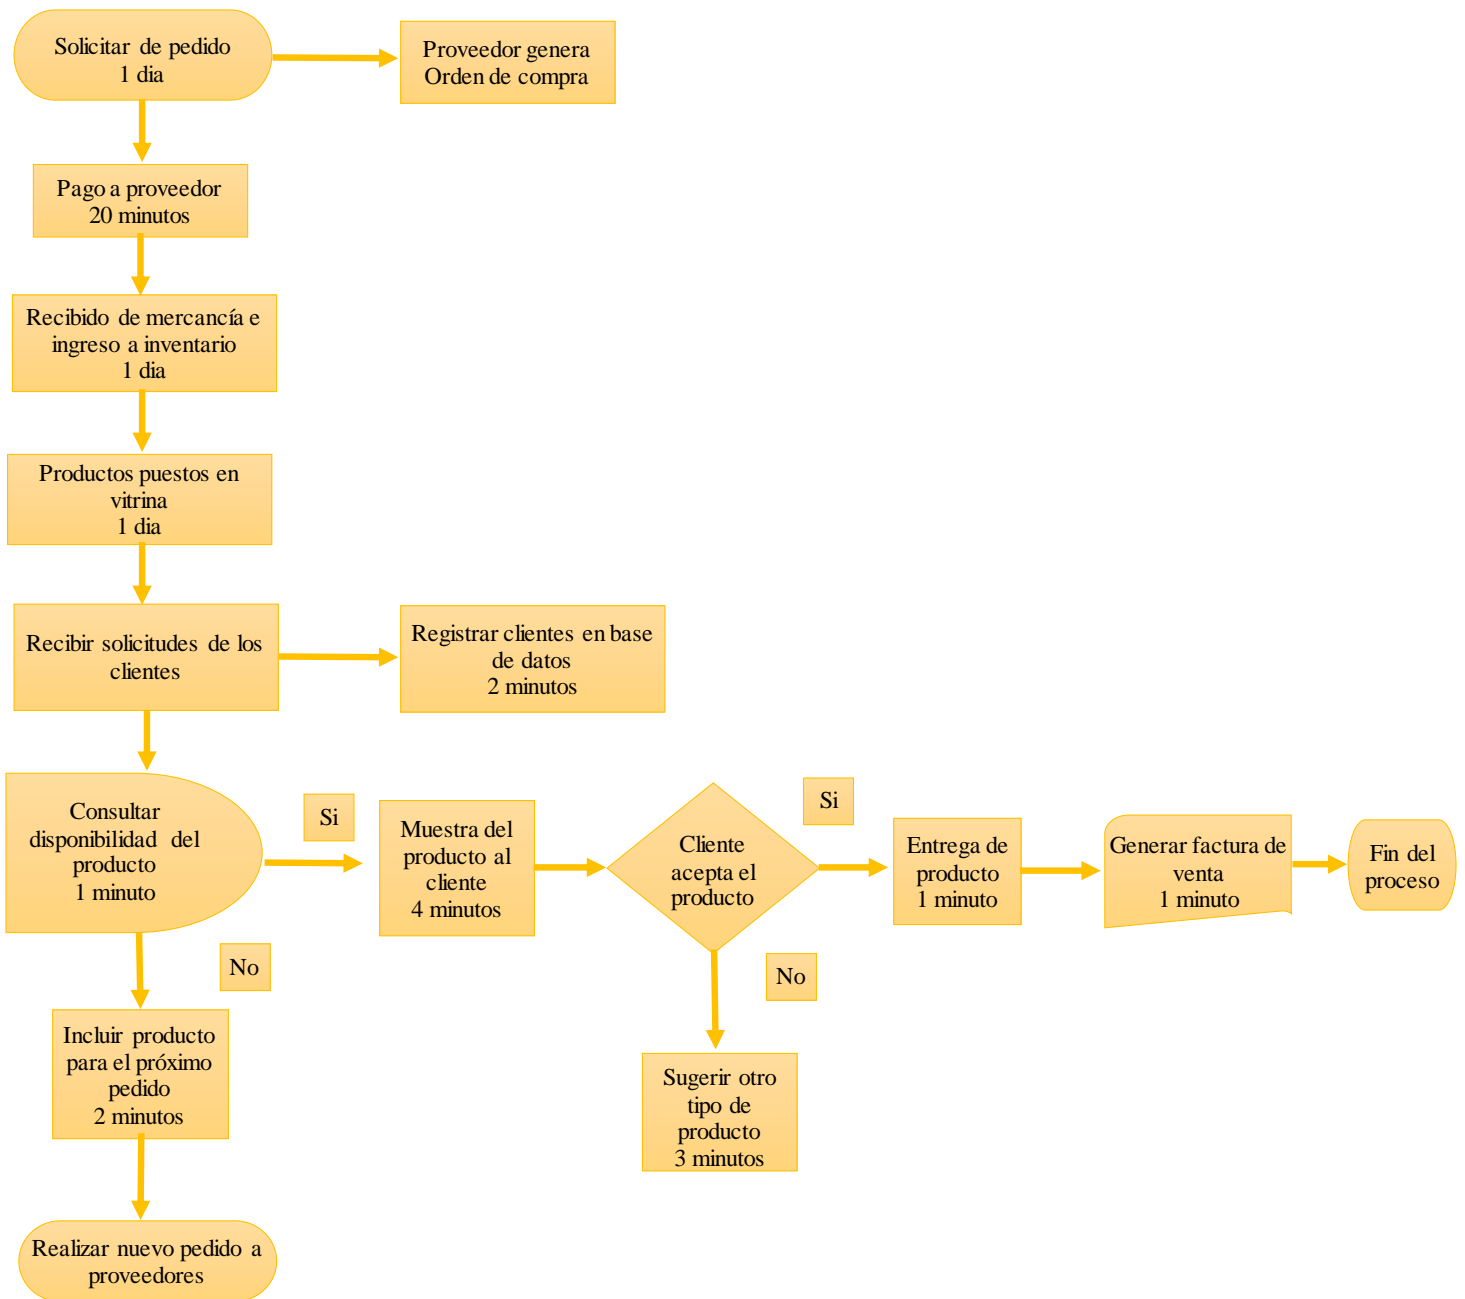 Solicitar de pedido
1 dia
Proveedor genera
Orden de compra
Pago a proveedor
20 minutos
Recibido de mercancía e
ingreso a inventario
1 dia
Productos puestos en
vitrina
1 dia
Recibir solicitudes de los
clientes
Registrar clientes en base
de datos
2 minutos
Consultar
disponibilidad del
producto
1 minuto
Si
Muestra del
producto al
cliente
4 minutos
Cliente
acepta el
producto
Si
Entrega de
producto
1 minuto
Generar factura de
venta
1 minuto
Fin del
proceso
No
No
Incluir producto
para el próximo
pedido
2 minutos
Sugerir otro
tipo de
producto
3 minutos
Realizar nuevo pedido a
proveedores